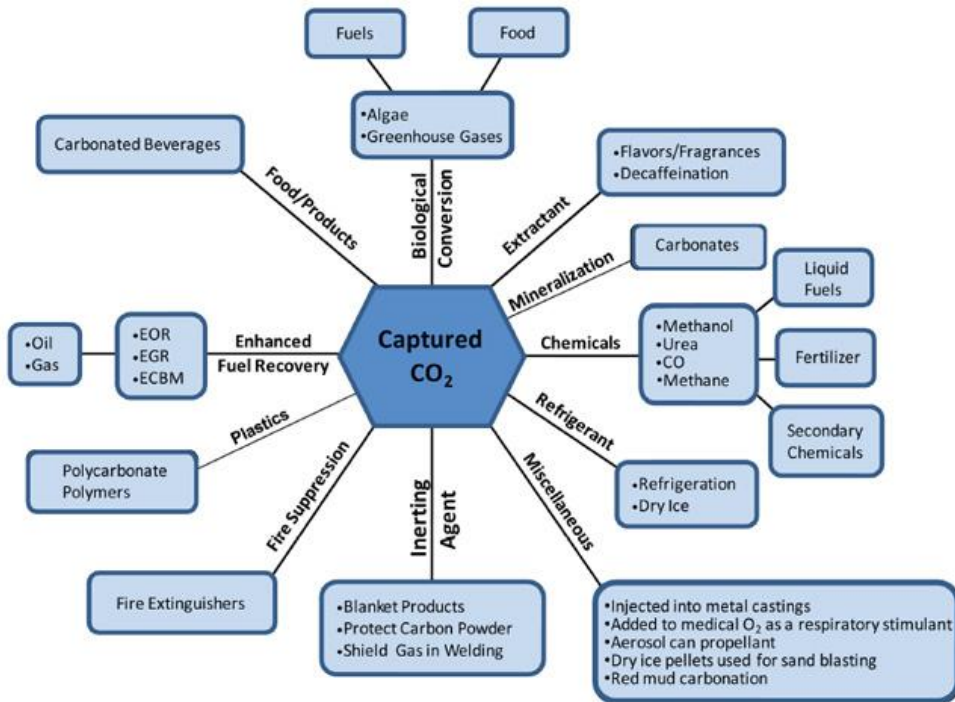 Fuels
Food
•Algae
•Greenhouse Gases
Carbonated Beverages
•Flavors/Fragrances
•Decaffeination
Food/Products
Biological
Conversion
Extractant
Mineralization
Carbonates
Liquid
Fuels
Captured
CO₂
Chemicals
•Methanol
•Urea
•CO
•Methane
Fertilizer
Secondary
Chemicals
•Oil
•Gas
•EOR
•EGR
•ECBM
Enhanced
Fuel Recovery
Plastics
Polycarbonate
Polymers
Refrigerant
•Refrigeration
•Dry Ice
Fire Suppression
Inerting
Agent
Miscellaneous
Fire Extinguishers
•Blanket Products
•Protect Carbon Powder
•Shield Gas in Welding
•Injected into metal castings
•Added to medical O₂ as a respiratory stimulant
•Aerosol can propellant
•Dry ice pellets used for sand blasting
•Red mud carbonation